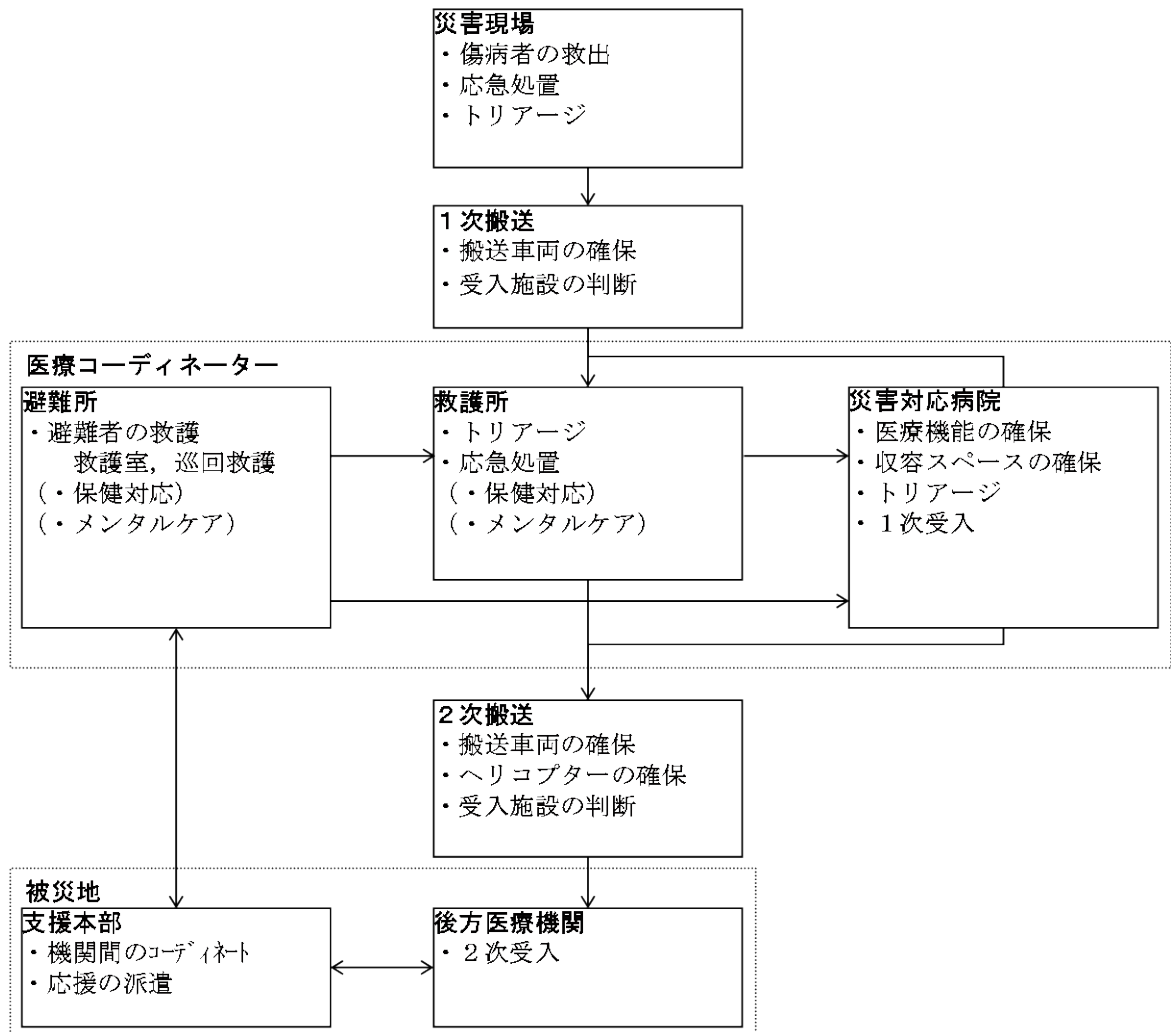 災害現場
・傷病者の救出
・応急処置
・トリアージ
１次搬送
・搬送車両の確保
・受入施設の判断
医療コーディネーター
避難所
・避難者の救護
救護室，巡回救護
（・保健対応）
（・メンタルケア）
救護所
・トリアージ
・応急処置
（・保健対応）
（・メンタルケア）
災害対応病院
・医療機能の確保
・収容スペースの確保
・トリアージ
・１次受入
２次搬送
・搬送車両の確保
・ヘリコプターの確保
・受入施設の判断
被災地
支援本部
・機関間のｺｰﾃﾞｨﾈｰﾄ
・応援の派遣
後方医療機関
・２次受入